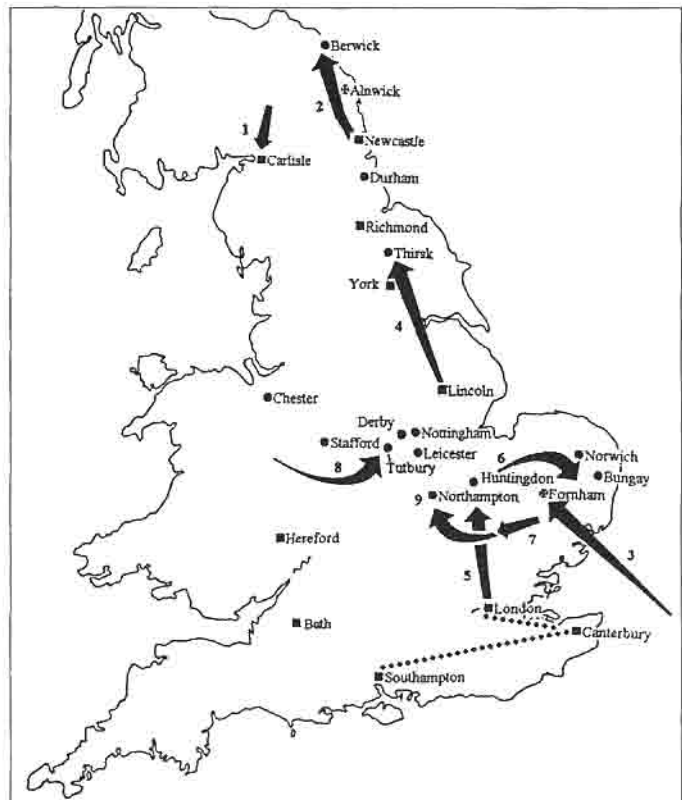 Berwick
Alnwick
2
1
Newcastle
Carlisle
Durham
Richmond
Thirsk
York
4
Lincoln
Chester
Derby
Nottingham
Stafford
Leicester
6
Norwich
8
Tutbury
Huntingdon
Bungay
9
Northampton
Fornham
7
Hereford
3
5
London
Bath
Canterbury
Southampton